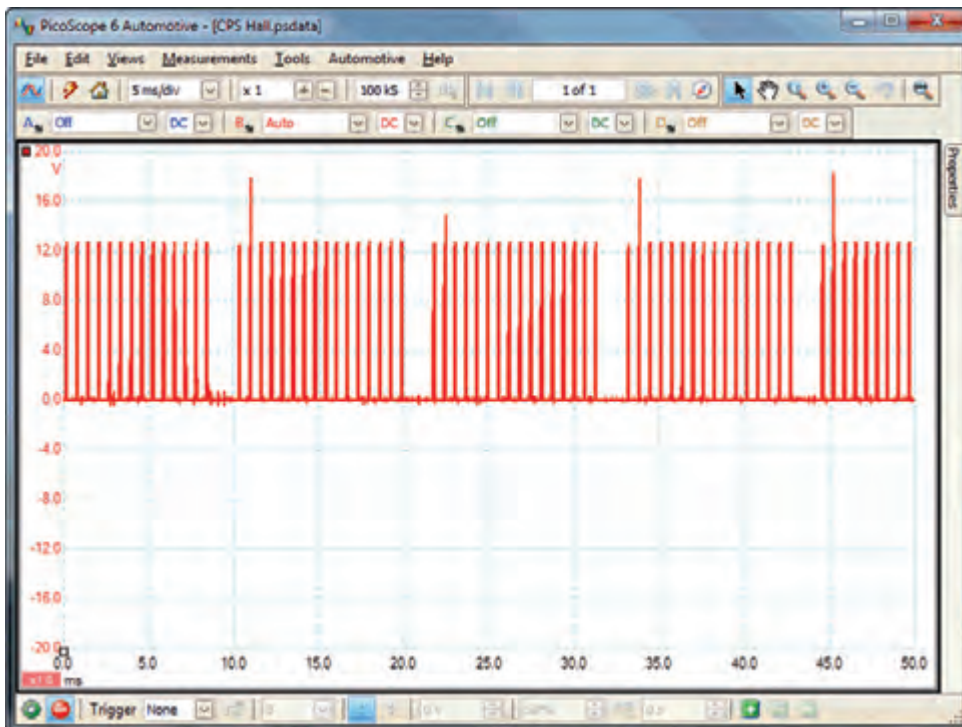 PicoScope 6 Automotive - [CPS Hall.psdata]
File Edit Views Measurements Tools Automotive Help
5 ms/div x 1 100 kS 1 of 1
A Off DC B Auto DC C Off DC D Off DC
20.0
V
16.0
12.0
8.0
4.0
0.0
-4.0
-8.0
-12.0
-16.0
-20.0
0.0 5.0 10.0 15.0 20.0 25.0 30.0 35.0 40.0 45.0 50.0
x1.0 ms
Properties
Trigger None